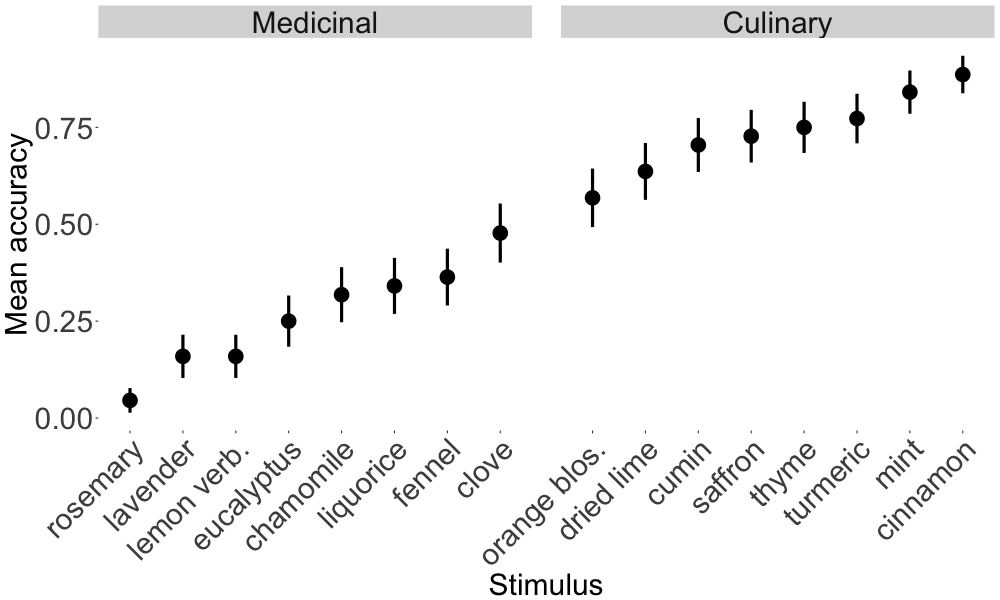 Medicinal
Culinary
Mean accuracy
0.75
0.50
0.25
0.00
rosemary
lavender
lemon verb.
eucalyptus
chamomile
liquorice
fennel
clove
orange blos.
dried lime
cumin
saffron
thyme
turmeric
mint
cinnamon
Stimulus